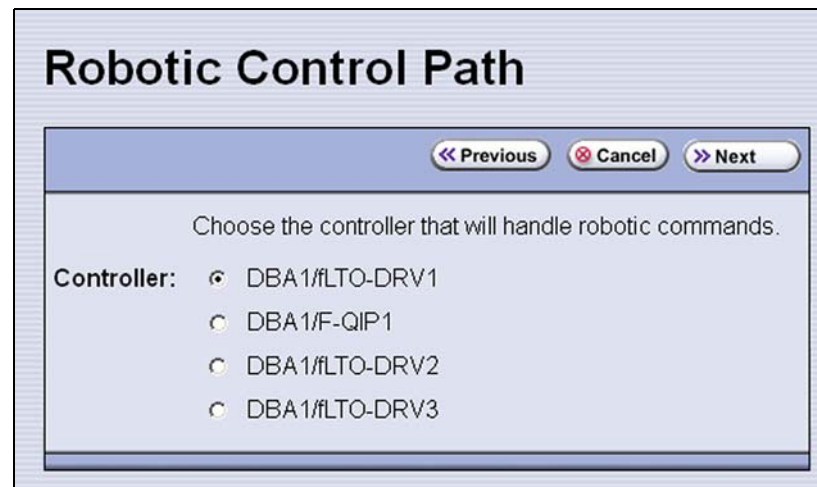 Robotic Control Path
Previous Cancel Next
Choose the controller that will handle robotic commands.
Controller: DBA1/fLTO-DRV1
DBA1/F-QIP1
DBA1/fLTO-DRV2
DBA1/fLTO-DRV3